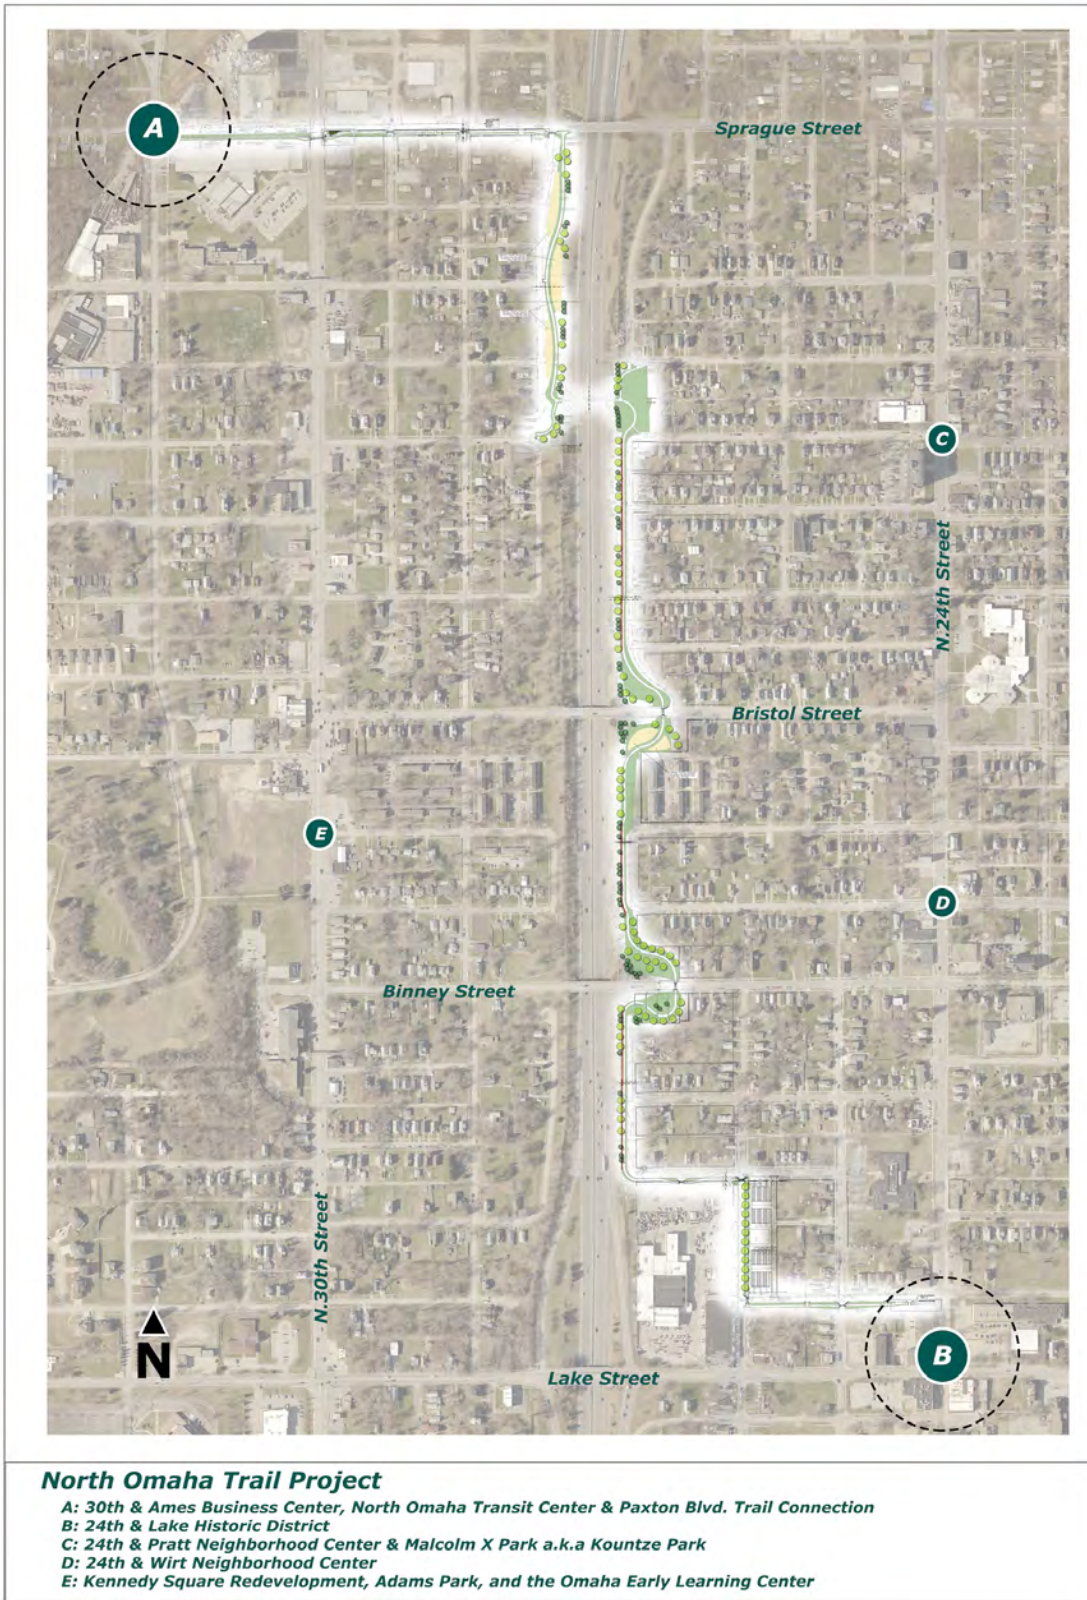 A
Sprague Street
C
N.24th Street
Bristol Street
E
D
Binney Street
N.30th Street
N
B
Lake Street
North Omaha Trail Project
A: 30th & Ames Business Center, North Omaha Transit Center & Paxton Blvd. Trail Connection
B: 24th & Lake Historic District
C: 24th & Pratt Neighborhood Center & Malcolm X Park a.k.a Kountze Park
D: 24th & Wirt Neighborhood Center
E: Kennedy Square Redevelopment, Adams Park, and the Omaha Early Learning Center